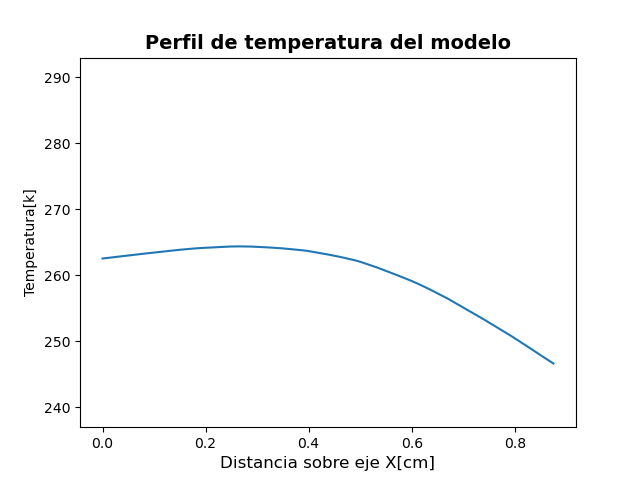 Perfil de temperatura del modelo
Temperatura[k]
290
280
270
260
250
240
0.0 0.2 0.4 0.6 0.8
Distancia sobre eje X[cm]